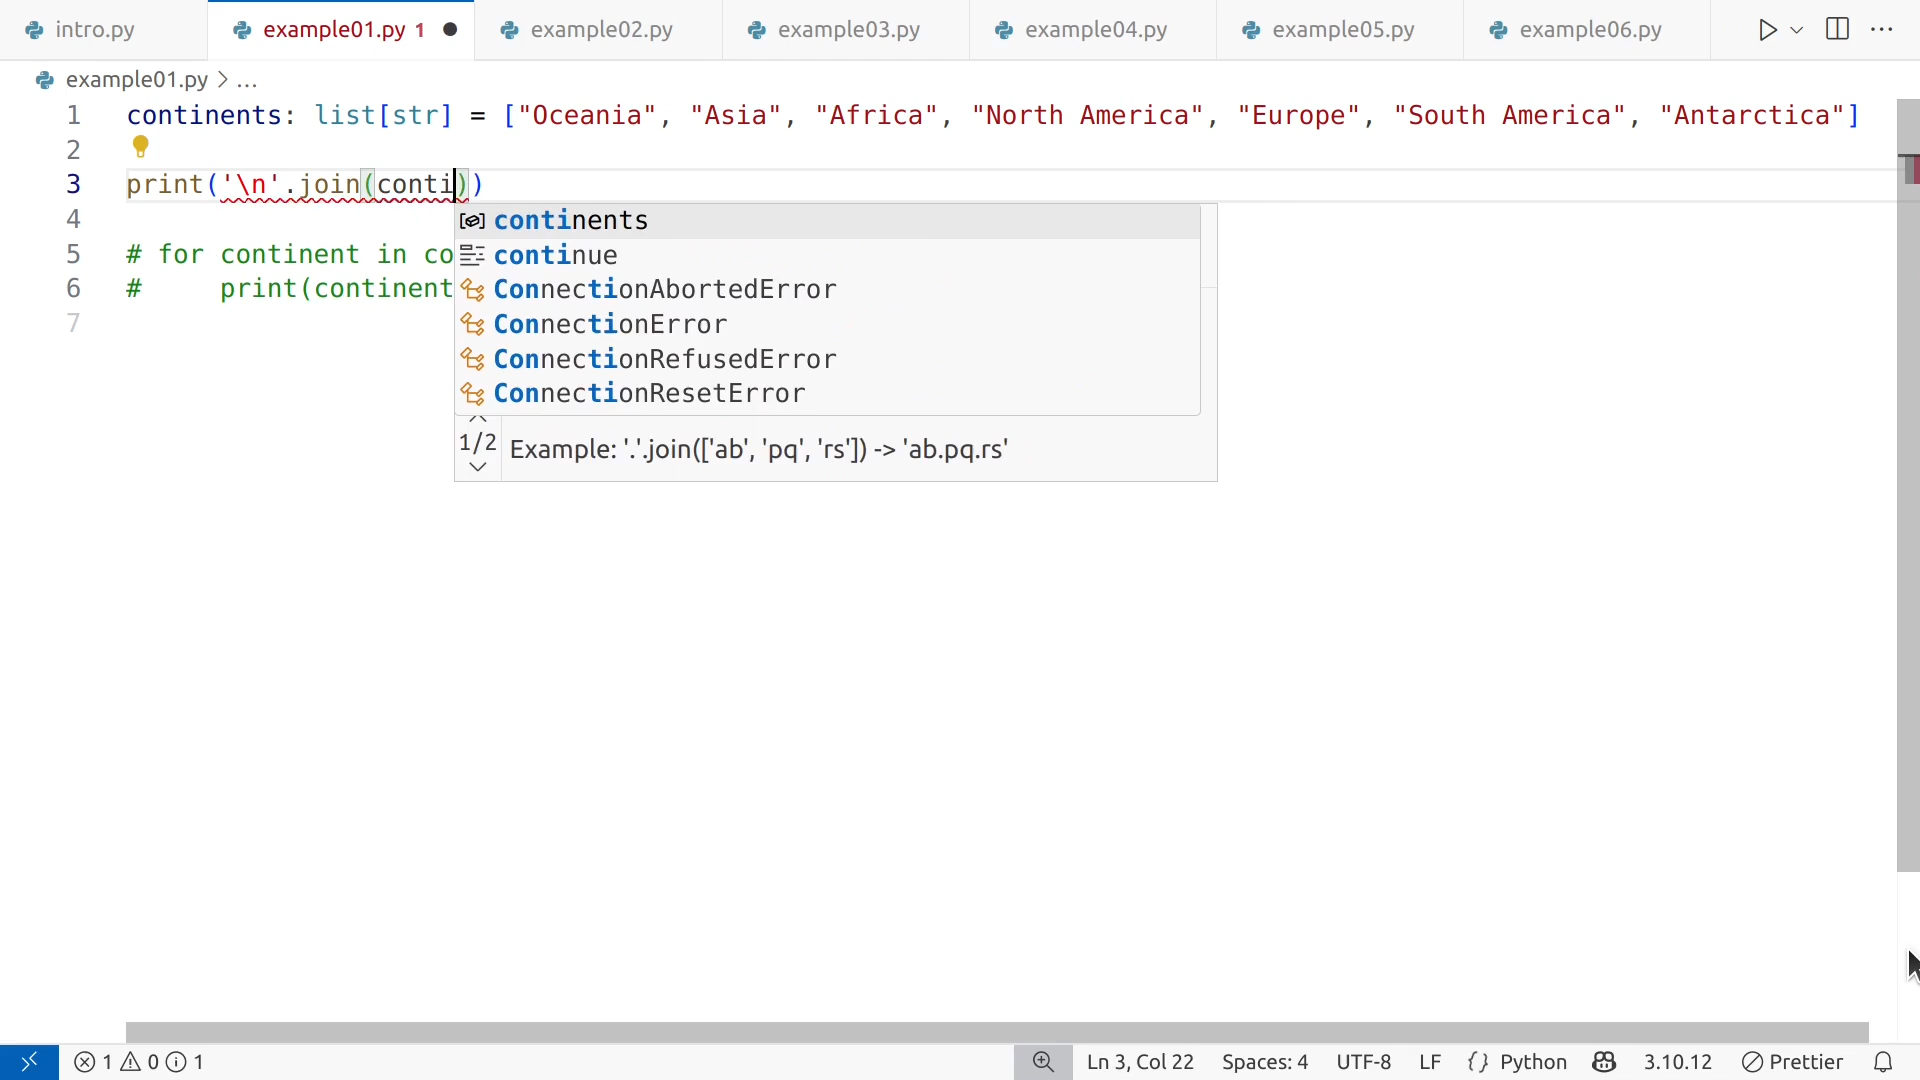 intro.py
example01.py 1
example02.py
example03.py
example04.py
example05.py
example06.py
example01.py > ...
1 continents: list[str] = ["Oceania", "Asia", "Africa", "North America", "Europe", "South America", "Antarctica"]
2
3 print('\n'.join(conti))
4
5 # for continent in co
6 #     print(continent
7
continents
continue
ConnectionAbortedError
ConnectionError
ConnectionRefusedError
ConnectionResetError
1/2 Example: '.'.join(['ab', 'pq', 'rs']) -> 'ab.pq.rs'
1 0 1 Ln 3, Col 22 Spaces: 4 UTF-8 LF {} Python 3.10.12 Prettier